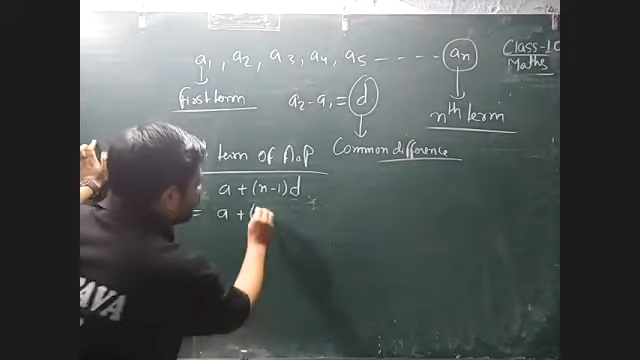 a₁, a₂, a₃, a₄, a₅ - - - - aₙ
Class-10
Maths
first term
a₂ - a₁ = d
nᵗʰ term
term of A.P
Common difference
a + (n-1)d
= a + (